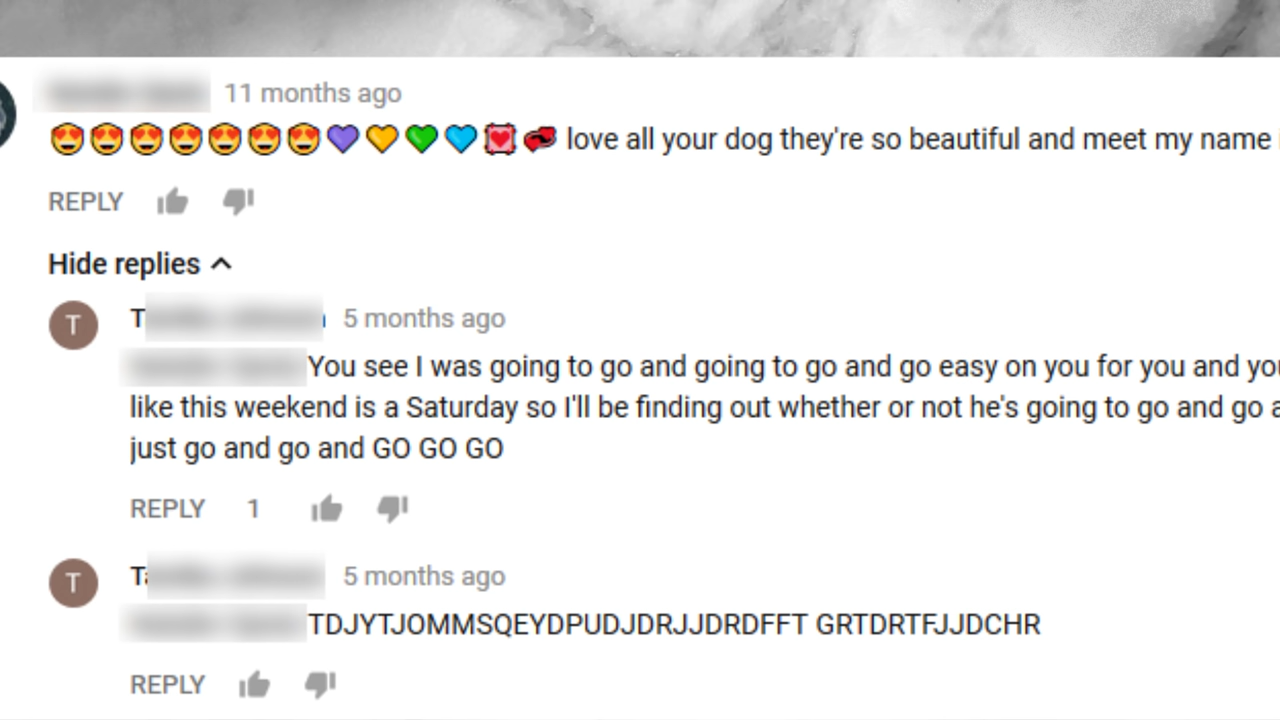 11 months ago
😍😍😍😍😍😍😍💜💛💚💙💟💋 love all your dog they're so beautiful and meet my name
REPLY
Hide replies
T
T 5 months ago
You see I was going to go and going to go and go easy on you for you and
like this weekend is a Saturday so I'll be finding out whether or not he's going to go and go
just go and go and GO GO GO
REPLY 1
T
5 months ago
TDJYTJOMMSQEYDPUDJDRJJDRDFFT GRTDRTFJJDCHR
REPLY